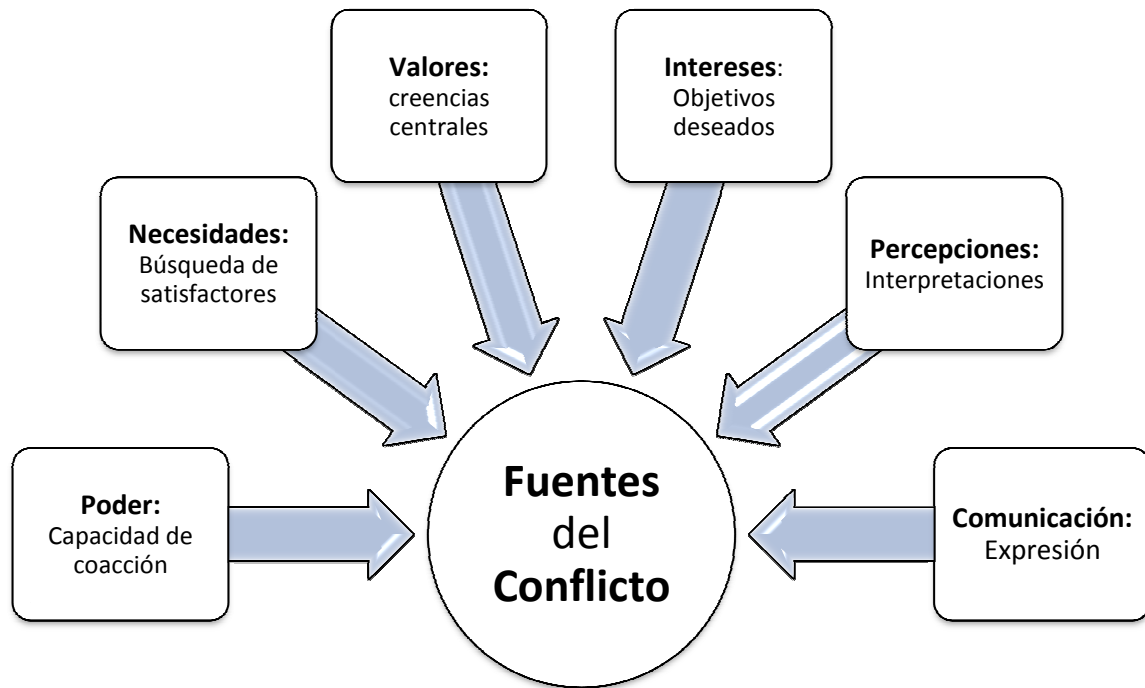 Valores:
creencias
centrales
Intereses:
Objetivos
deseados
Necesidades:
Búsqueda de
satisfactores
Percepciones:
Interpretaciones
Poder:
Capacidad de
coacción
Fuentes
del
Conflicto
Comunicación:
Expresión